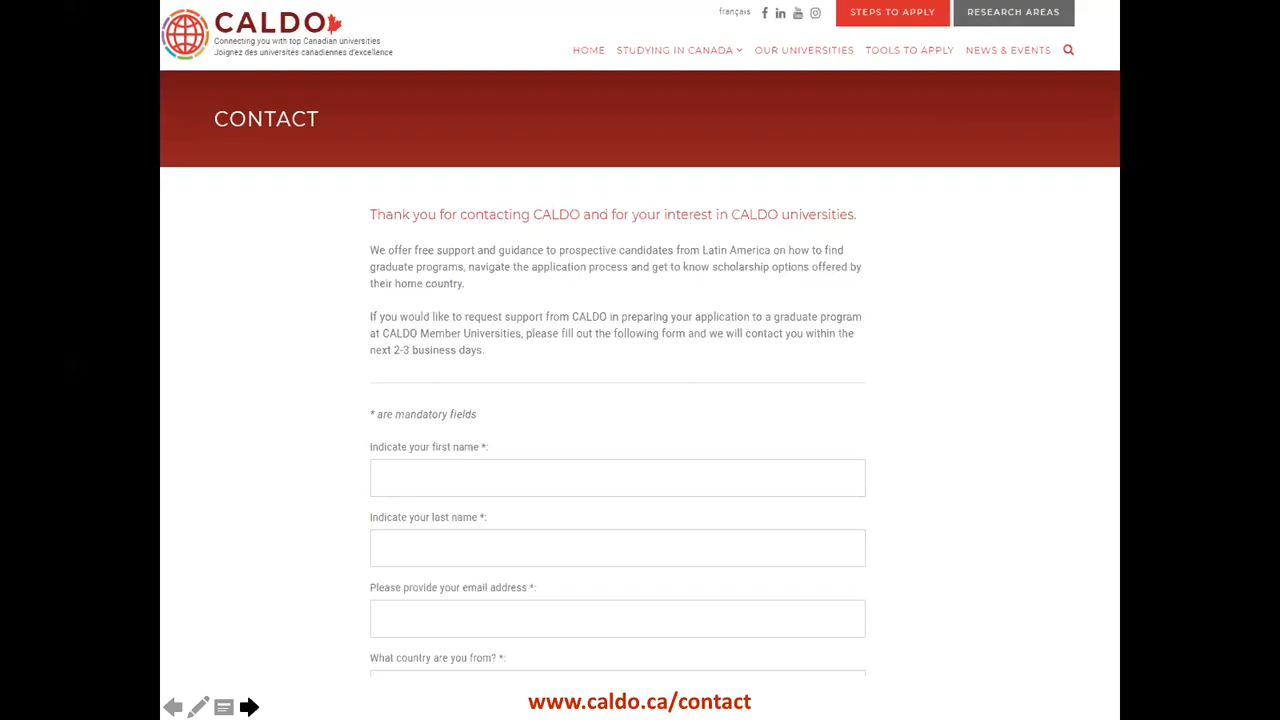 CALDO
Connecting you with top Canadian universities
Joignez des universités canadiennes d'excellence
français
STEPS TO APPLY
RESEARCH AREAS
HOME STUDYING IN CANADA OUR UNIVERSITIES TOOLS TO APPLY NEWS & EVENTS
CONTACT
Thank you for contacting CALDO and for your interest in CALDO universities.
We offer free support and guidance to prospective candidates from Latin America on how to find
graduate programs, navigate the application process and get to know scholarship options offered by
their home country.
If you would like to request support from CALDO in preparing your application to a graduate program
at CALDO Member Universities, please fill out the following form and we will contact you within the
next 2-3 business days.
* are mandatory fields
Indicate your first name *:
Indicate your last name *:
Please provide your email address *:
What country are you from? *:
www.caldo.ca/contact